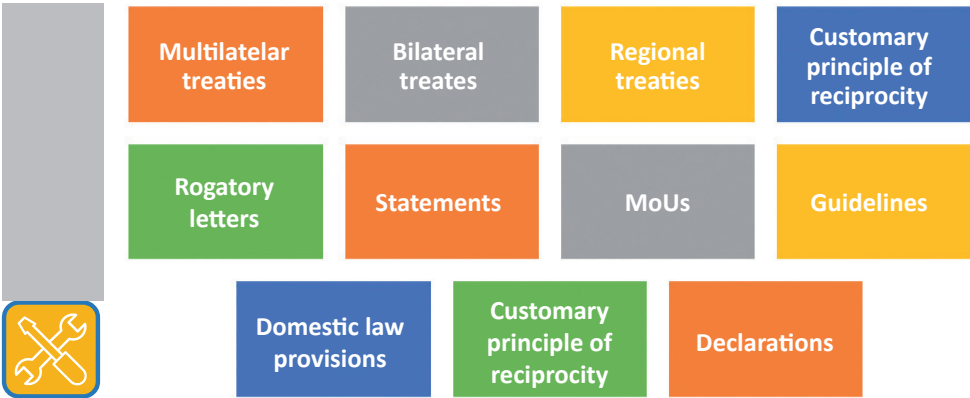 Multilatelar
treaties
Bilateral
treates
Regional
treaties
Customary
principle of
reciprocity
Rogatory
letters
Statements
MoUs
Guidelines
Domestic law
provisions
Customary
principle of
reciprocity
Declarations